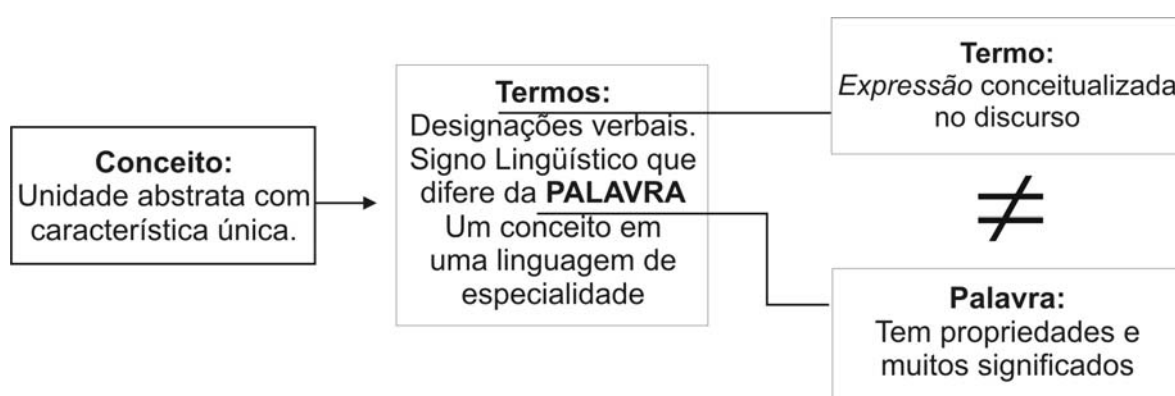 Conceito:
Unidade abstrata com
característica única.
Termos:
Designações verbais.
Signo Lingüístico que
difere da PALAVRA
Um conceito em
uma linguagem de
especialidade
Termo:
Expressão conceitualizada
no discurso
≠
Palavra:
Tem propriedades e
muitos significados